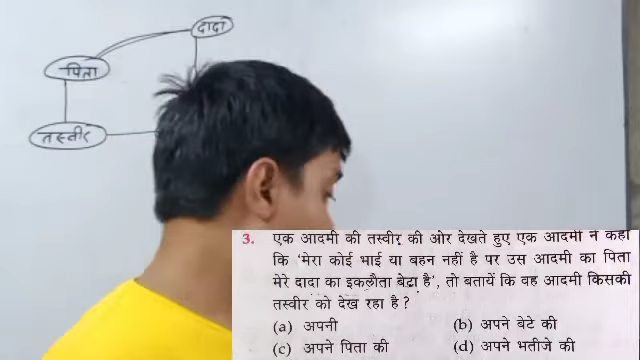 दादा
पिता
तस्वीर
3. एक आदमी की तस्वीर की ओर देखते हुए एक आदमी ने कहा
कि 'मेरा कोई भाई या बहन नहीं है पर उस आदमी का पिता
मेरे दादा का इकलौता बेटा है', तो बतायें कि वह आदमी किसकी
तस्वीर को देख रहा है ?
(a) अपनी (b) अपने बेटे की
(c) अपने पिता की (d) अपने भतीजे की